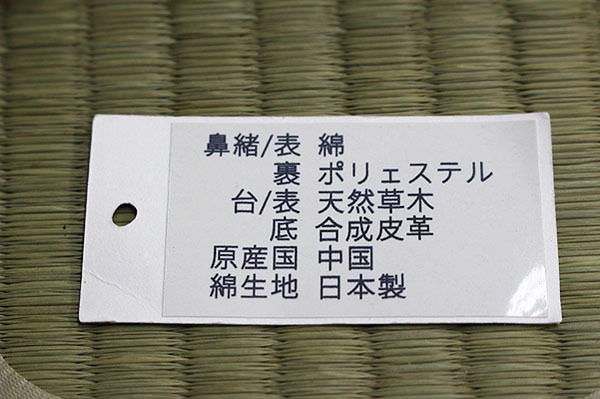 鼻緒/表 綿
裏 ポリェステル
台/表 天然草木
底 合成皮革
原産国 中国
綿生地 日本製